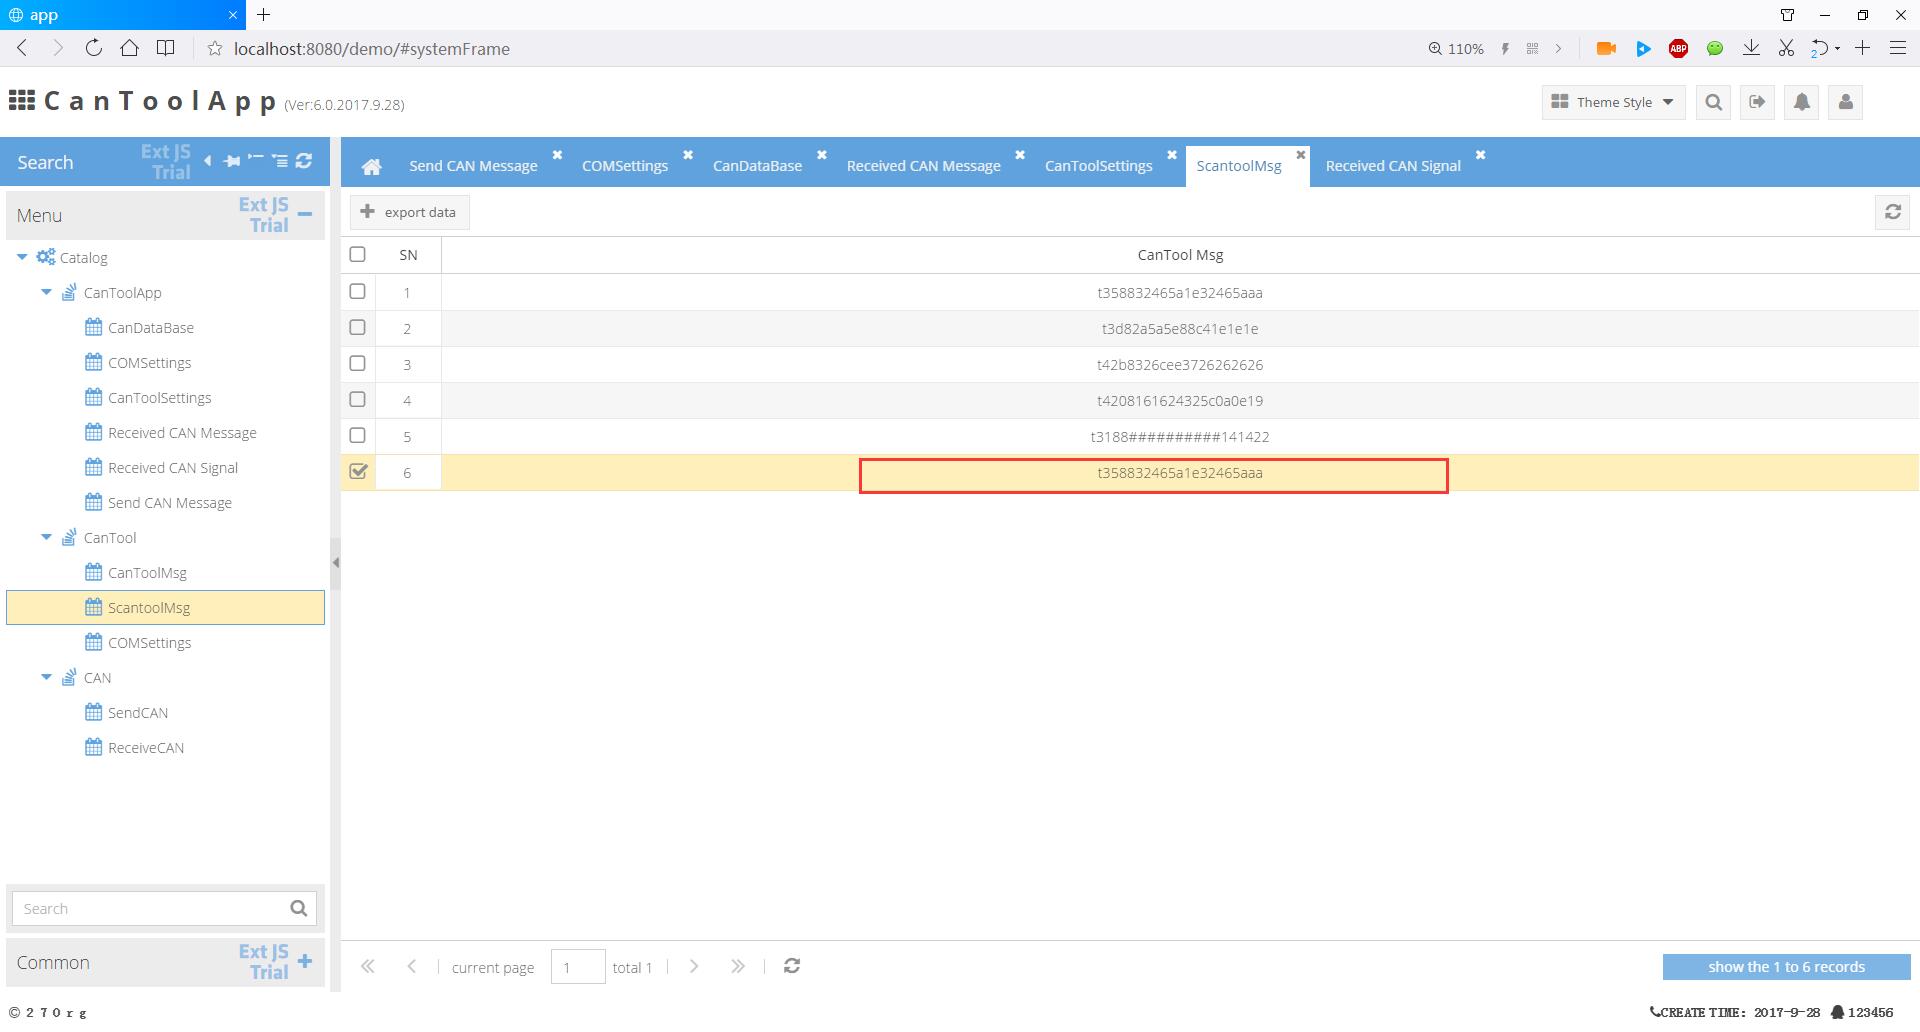 app
localhost:8080/demo/#systemFrame
110%
ABP
2
CanToolApp (Ver:6.0.2017.9.28)
Theme Style
Search
Ext JS
Trial
Send CAN Message
COMSettings
CanDataBase
Received CAN Message
CanToolSettings
ScantoolMsg
Received CAN Signal
Menu
Ext JS
Trial
export data
Catalog
CanToolApp
CanDataBase
COMSettings
CanToolSettings
Received CAN Message
Received CAN Signal
Send CAN Message
CanTool
CanToolMsg
ScantoolMsg
COMSettings
CAN
SendCAN
ReceiveCAN
SN CanTool Msg
1 t358832465a1e32465aaa
2 t3d82a5a5e88c41e1e1e
3 t42b8326cee3726262626
4 t4208161624325c0a0e19
5 t3188##########141422
6 t358832465a1e32465aaa
Search
Common
Ext JS
Trial
current page 1 total 1
show the 1 to 6 records
©270rg
CREATE TIME: 2017-9-28 123456